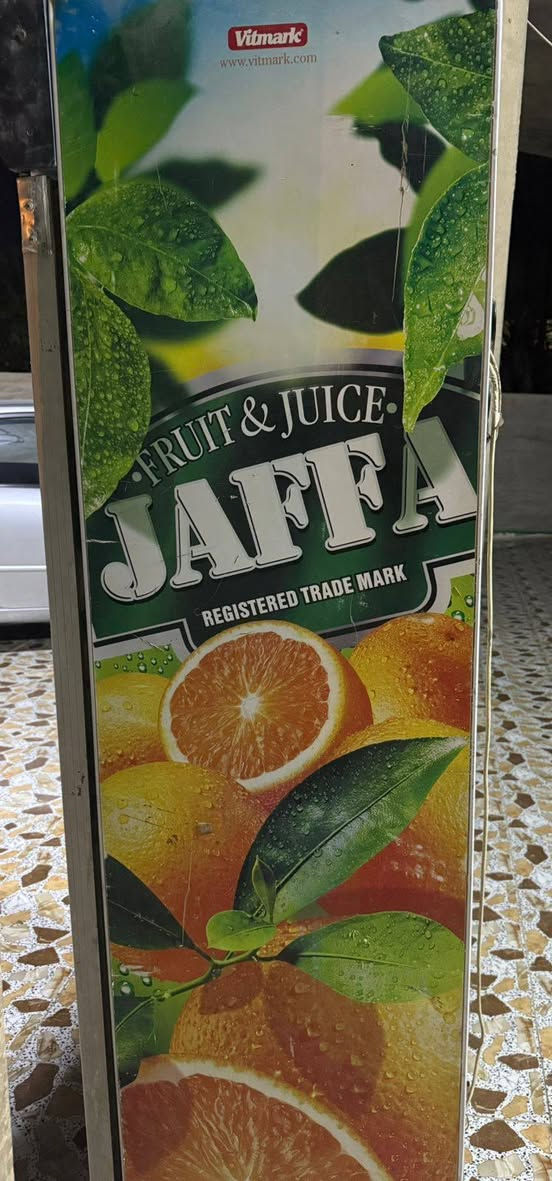 Vitmark
www.vitmark.com
·FRUIT & JUICE·
JAFFA
REGISTERED TRADE MARK